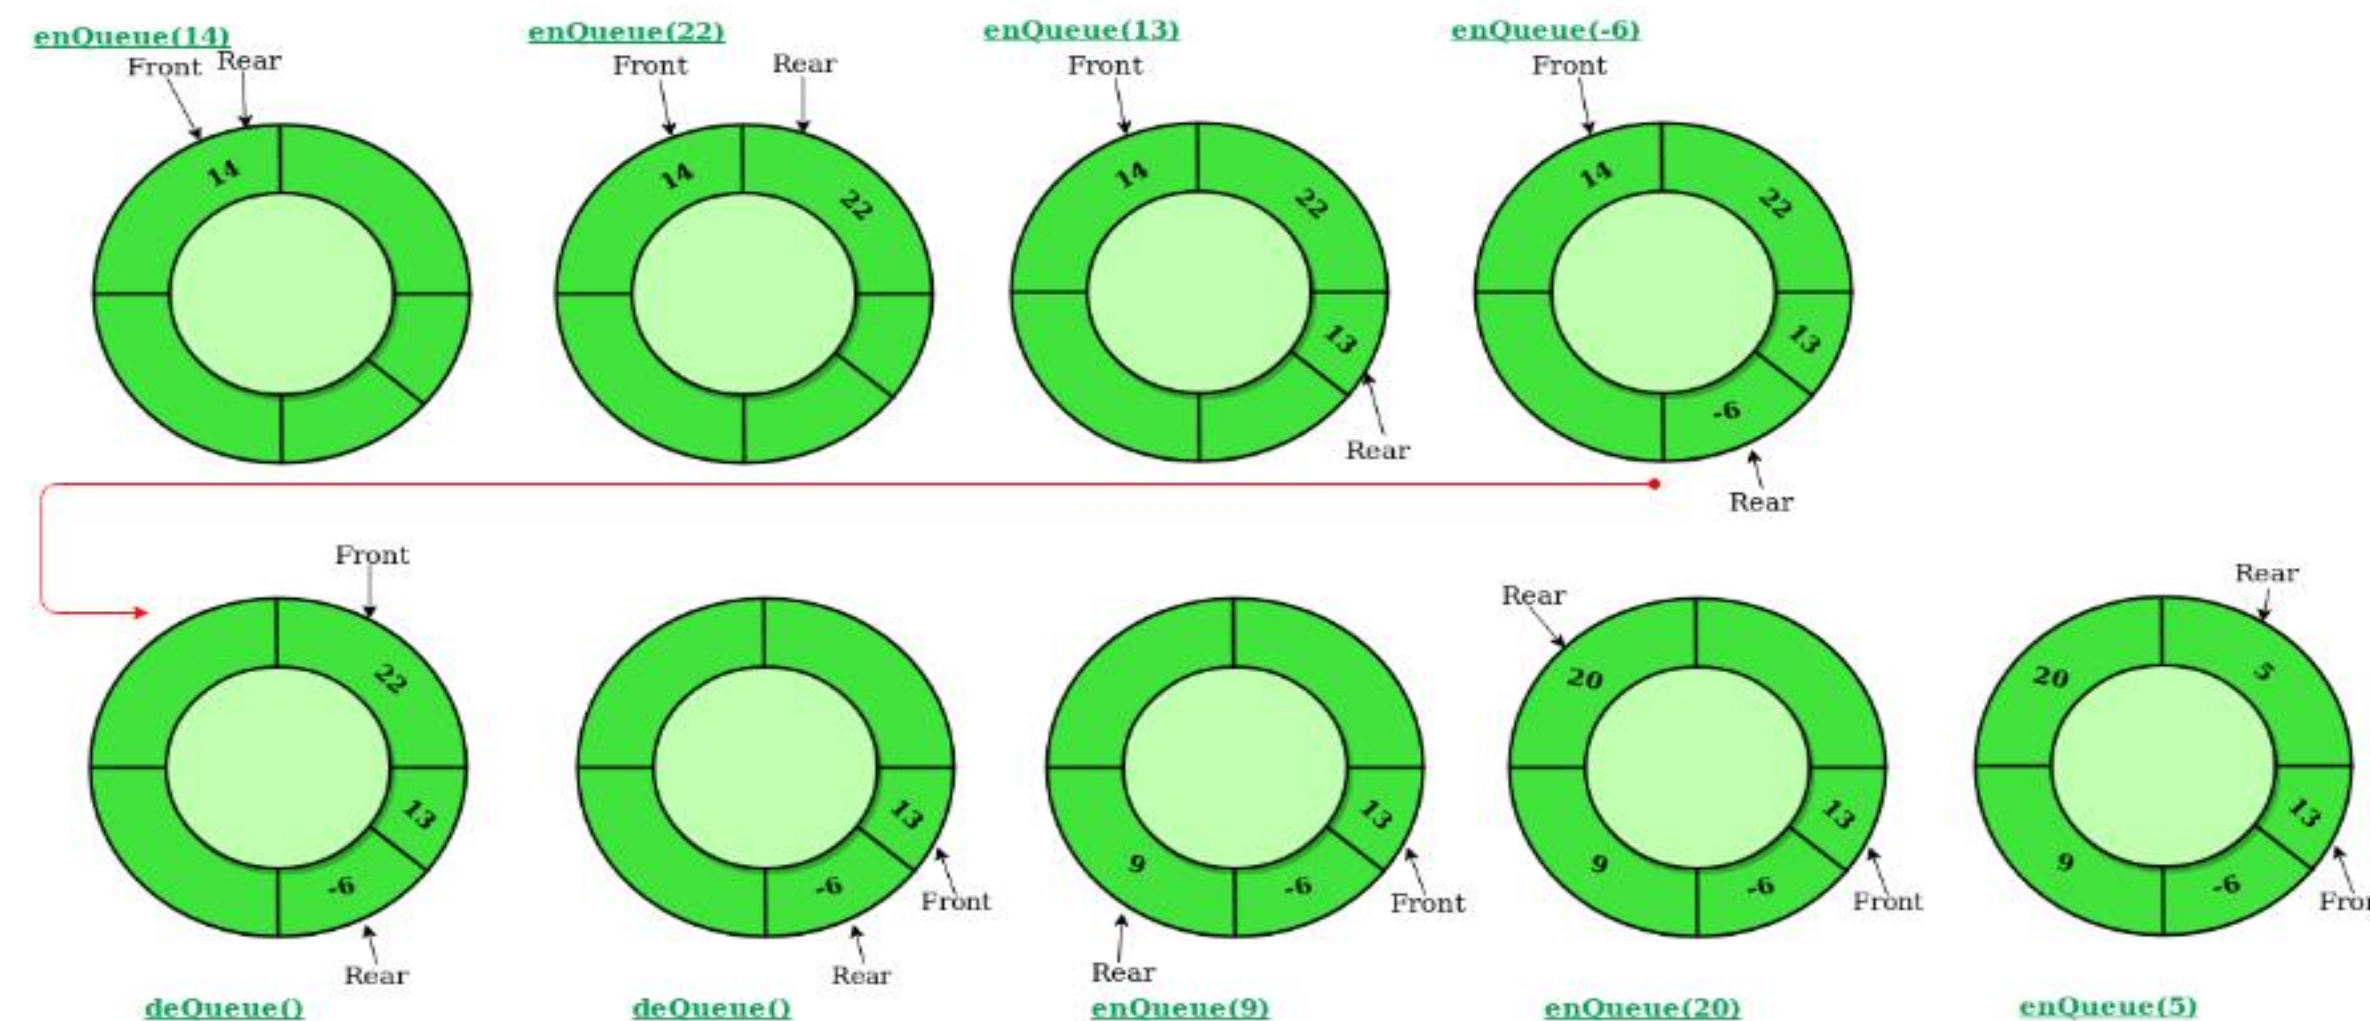 enQueue(14)
Front Rear
14
enQueue(22)
Front Rear
14
22
enQueue(13)
Front
14
22
13
Rear
enQueue(-6)
Front
14
22
13
-6
Rear
Front
22
13
-6
Rear
deQueue()
13
-6
Front
Rear
deQueue()
13
9
-6
Front
Rear
enQueue(9)
Rear
20
13
9
-6
Front
enQueue(20)
Rear
20
5
13
9
-6
Fron
enQueue(5)